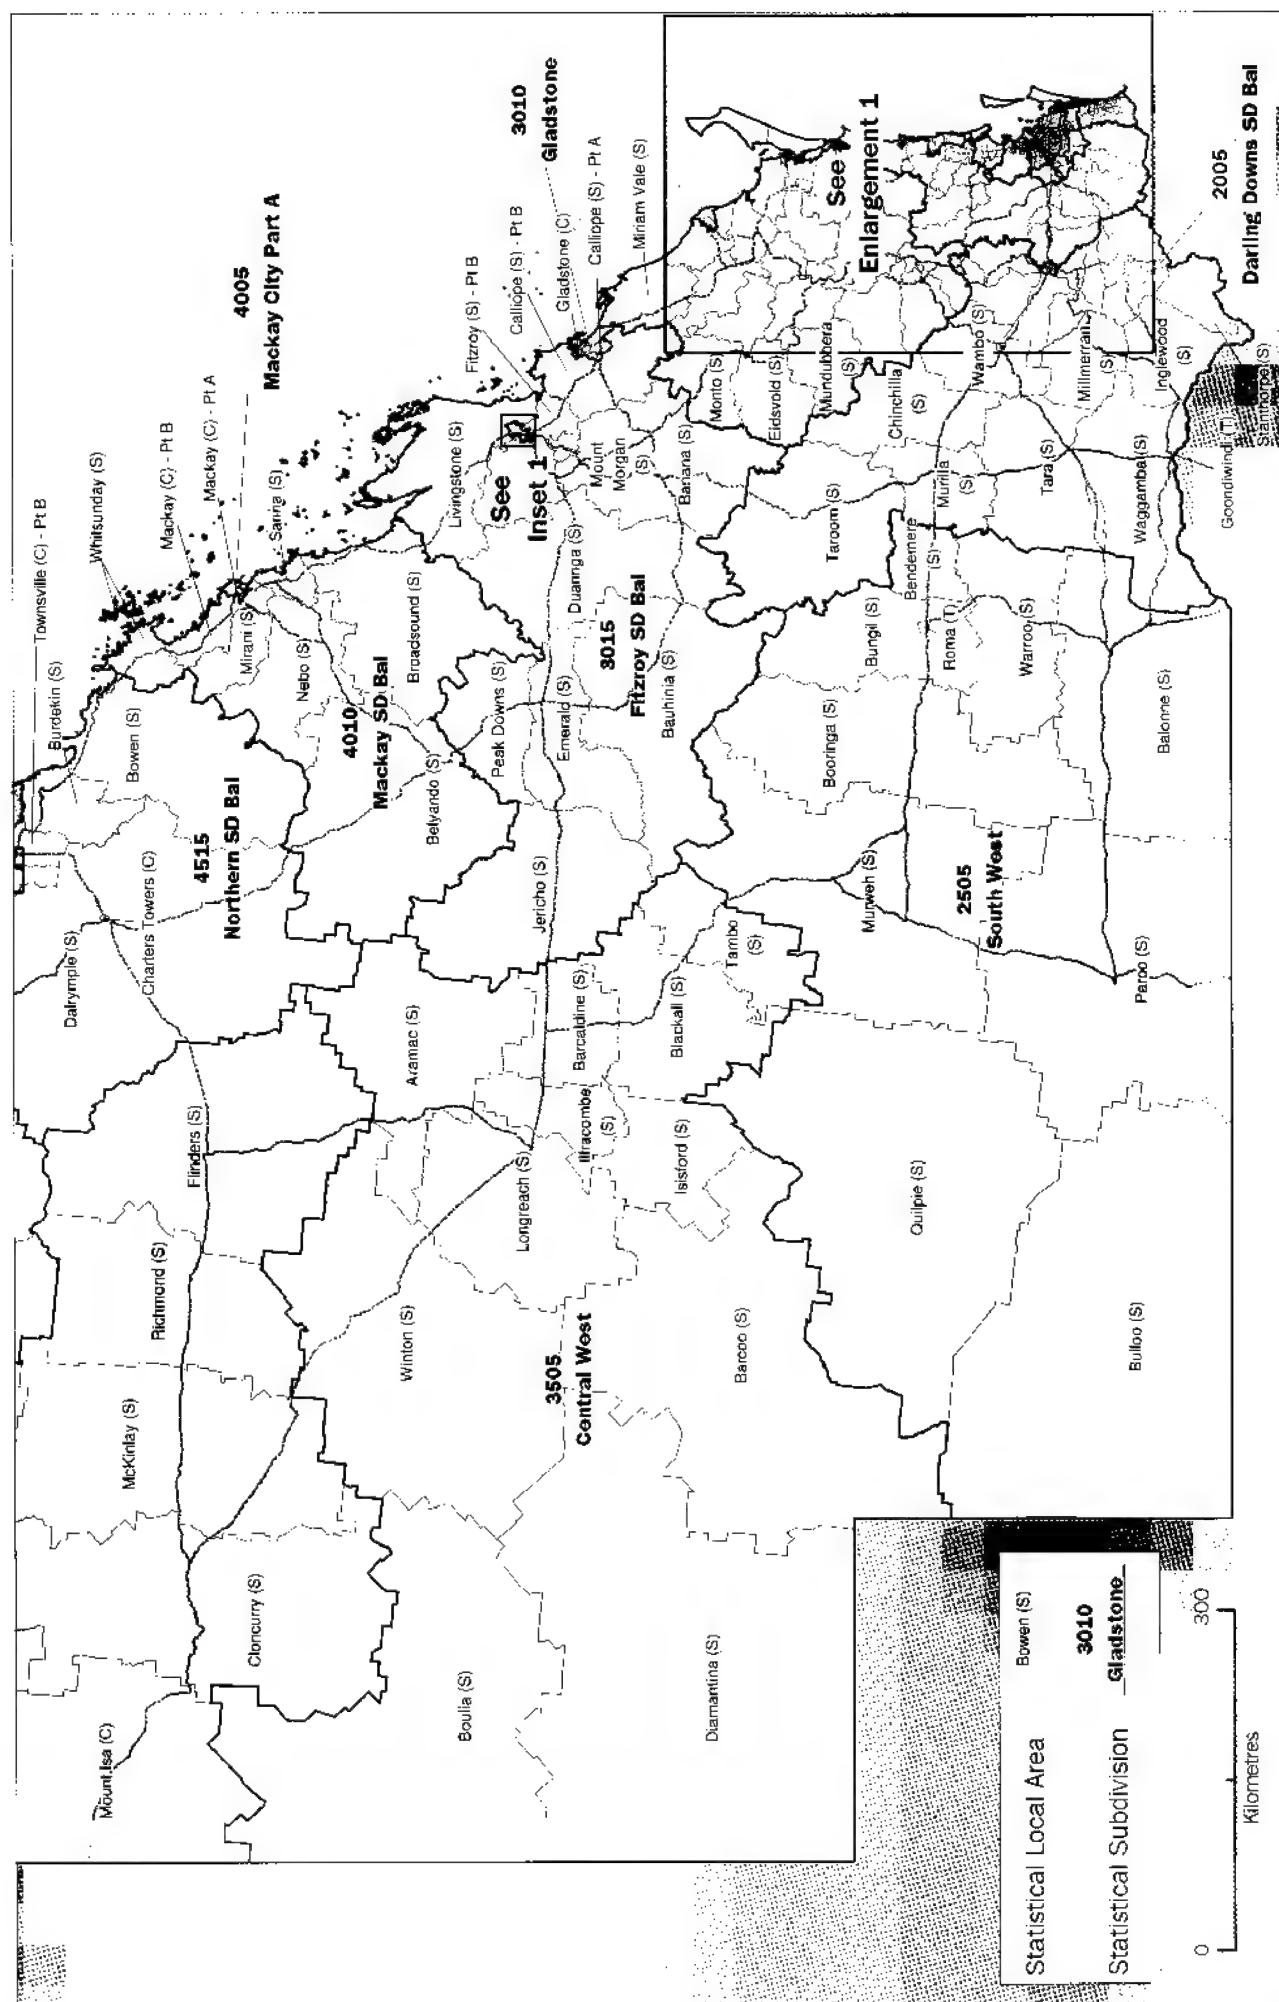 Townsville (C) - Pt B
Burdekin (S)
Whitsunday (S)
Bowen (S)
Mackay (C) - Pt B
Mackay (C) - Pt A
4005
Mackay City Part A
Dalrymple (S)
Charters Towers (C)
4515
Northern SD Bal
Mirani (S)
Sarina (S)
Nebo (S)
4010
Mackay SD Bal
Broadsound (S)
Belyando (S)
Mount Isa (C)
Cloncurry (S)
McKinlay (S)
Richmond (S)
Flinders (S)
Livingstone (S)
Fitzroy (S) - Pt B
Calliope (S) - Pt B
3010
Gladstone
Gladstone (C)
Calliope (S) - Pt A
Miriam Vale (S)
See
Inset 1
Peak Downs (S)
Emerald (S)
Duaringa (S)
Mount
Morgan
(S)
3015
Fitzroy SD Bal
Bauhinia (S)
Banana (S)
Jericho (S)
Aramac (S)
Barcaldine (S)
Ilfracombe
(S)
Longreach (S)
Winton (S)
Boulia (S)
3505
Central West
Isisford (S)
Blackall (S)
Tambo
(S)
Barcoo (S)
Diamantina (S)
Monto (S)
Eidsvold (S)
Mundubbera
(S)
See
Enlargement 1
Taroom (S)
Chinchilla
(S)
Booringa (S)
Bungil (S)
Bendemere
(S)
Murilla
(S)
Wambo (S)
Murweh (S)
2505
South West
Roma (T)
Warroo (S)
Tara (S)
Millmerran
(S)
Quilpie (S)
Bulloo (S)
Paroo (S)
Balonne (S)
Waggamba (S)
Inglewood
(S)
Goondiwindi (T)
Stanthorpe (S)
2005
Darling Downs SD Bal
Statistical Local Area
Bowen (S)
Statistical Subdivision
3010
Gladstone
0
300
Kilometres